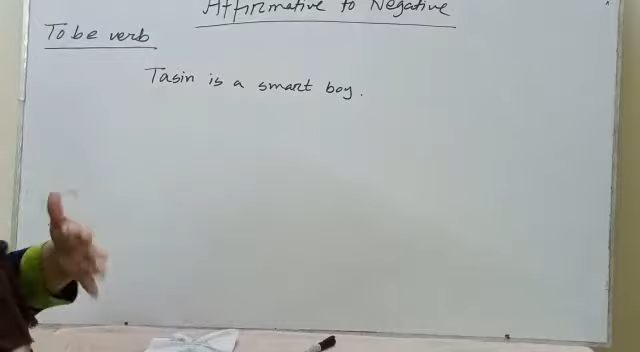 Affirmative to Negative
To be verb
Tasin is a smart boy.